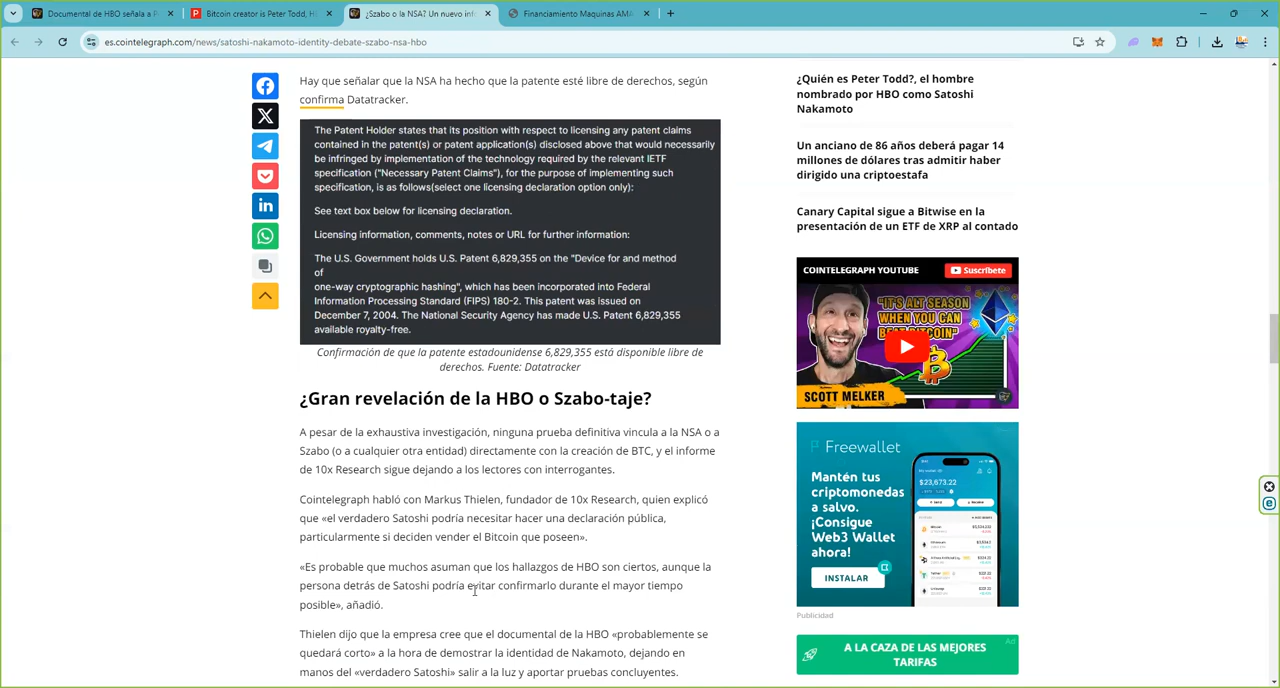 Documental de HBO señala a P
Bitcoin creator is Peter Todd, H
¿Szabo o la NSA? Un nuevo inf
Financiamiento Maquinas AMA
es.cointelegraph.com/news/satoshi-nakamoto-identity-debate-szabo-nsa-hbo
Hay que señalar que la NSA ha hecho que la patente esté libre de derechos, según
confirma Datatracker.
The Patent Holder states that its position with respect to licensing any patent claims
contained in the patent(s) or patent application(s) disclosed above that would necessarily
be infringed by implementation of the technology required by the relevant IETF
specification ("Necessary Patent Claims"), for the purpose of implementing such
specification, is as follows(select one licensing declaration option only):
See text box below for licensing declaration.
Licensing information, comments, notes or URL for further information:
The U.S. Government holds U.S. Patent 6,829,355 on the "Device for and method
of
one-way cryptographic hashing", which has been incorporated into Federal
Information Processing Standard (FIPS) 180-2. This patent was issued on
December 7, 2004. The National Security Agency has made U.S. Patent 6,829,355
available royalty-free.
Confirmación de que la patente estadounidense 6,829,355 está disponible libre de
derechos. Fuente: Datatracker
¿Gran revelación de la HBO o Szabo-taje?
A pesar de la exhaustiva investigación, ninguna prueba definitiva vincula a la NSA o a
Szabo (o a cualquier otra entidad) directamente con la creación de BTC, y el informe
de 10x Research sigue dejando a los lectores con interrogantes.
Cointelegraph habló con Markus Thielen, fundador de 10x Research, quien explicó
que «el verdadero Satoshi podría necesitar hacer una declaración pública,
particularmente si deciden vender el Bitcoin que poseen».
«Es probable que muchos asuman que los hallazgos de HBO son ciertos, aunque la
persona detrás de Satoshi podría evitar confirmarlo durante el mayor tiempo
posible», añadió.
Thielen dijo que la empresa cree que el documental de la HBO «probablemente se
quedará corto» a la hora de demostrar la identidad de Nakamoto, dejando en
manos del «verdadero Satoshi» salir a la luz y aportar pruebas concluyentes.
¿Quién es Peter Todd?, el hombre
nombrado por HBO como Satoshi
Nakamoto
Un anciano de 86 años deberá pagar 14
millones de dólares tras admitir haber
dirigido una criptoestafa
Canary Capital sigue a Bitwise en la
presentación de un ETF de XRP al contado
COINTELEGRAPH YOUTUBE
Suscríbete
"IT'S ALT SEASON
WHEN YOU CAN
BEAT BITCOIN"
SCOTT MELKER
Freewallet
Mantén tus
criptomonedas
a salvo.
¡Consigue
Web3 Wallet
ahora!
INSTALAR
$23,673.22
Publicidad
A LA CAZA DE LAS MEJORES
TARIFAS
Ad